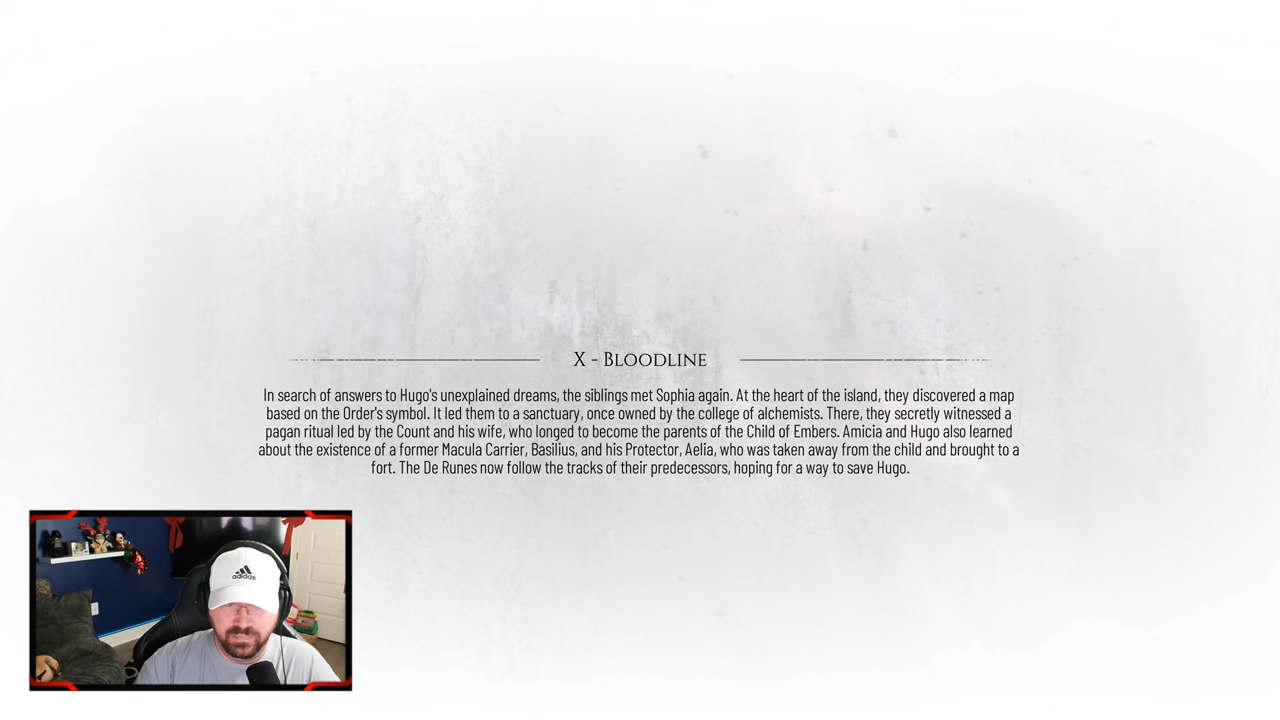 X - Bloodline
In search of answers to Hugo's unexplained dreams, the siblings met Sophia again. At the heart of the island, they discovered a map
based on the Order's symbol. It led them to a sanctuary, once owned by the college of alchemists. There, they secretly witnessed a
pagan ritual led by the Count and his wife, who longed to become the parents of the Child of Embers. Amicia and Hugo also learned
about the existence of a former Macula Carrier, Basilius, and his Protector, Aelia, who was taken away from the child and brought to a
fort. The De Runes now follow the tracks of their predecessors, hoping for a way to save Hugo.
adidas